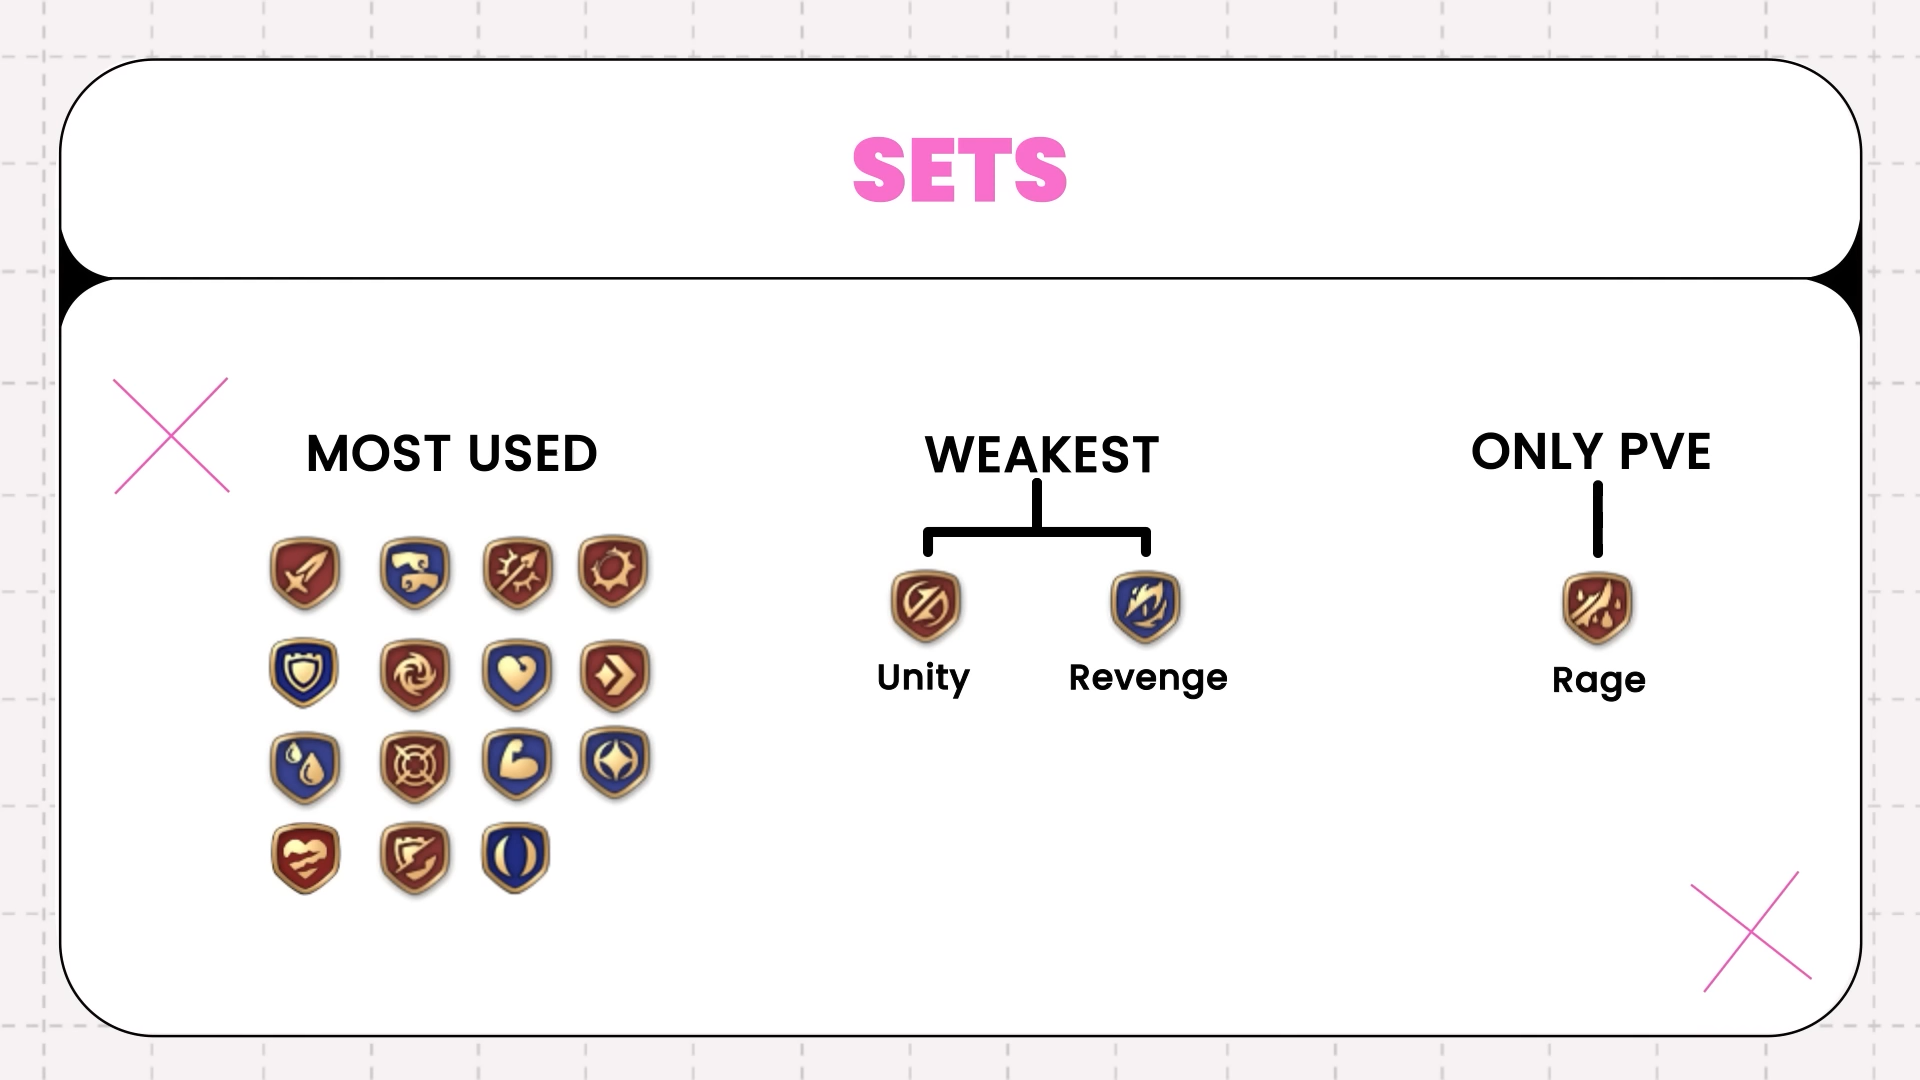 SETS
MOST USED
WEAKEST
ONLY PVE
Unity
Revenge
Rage